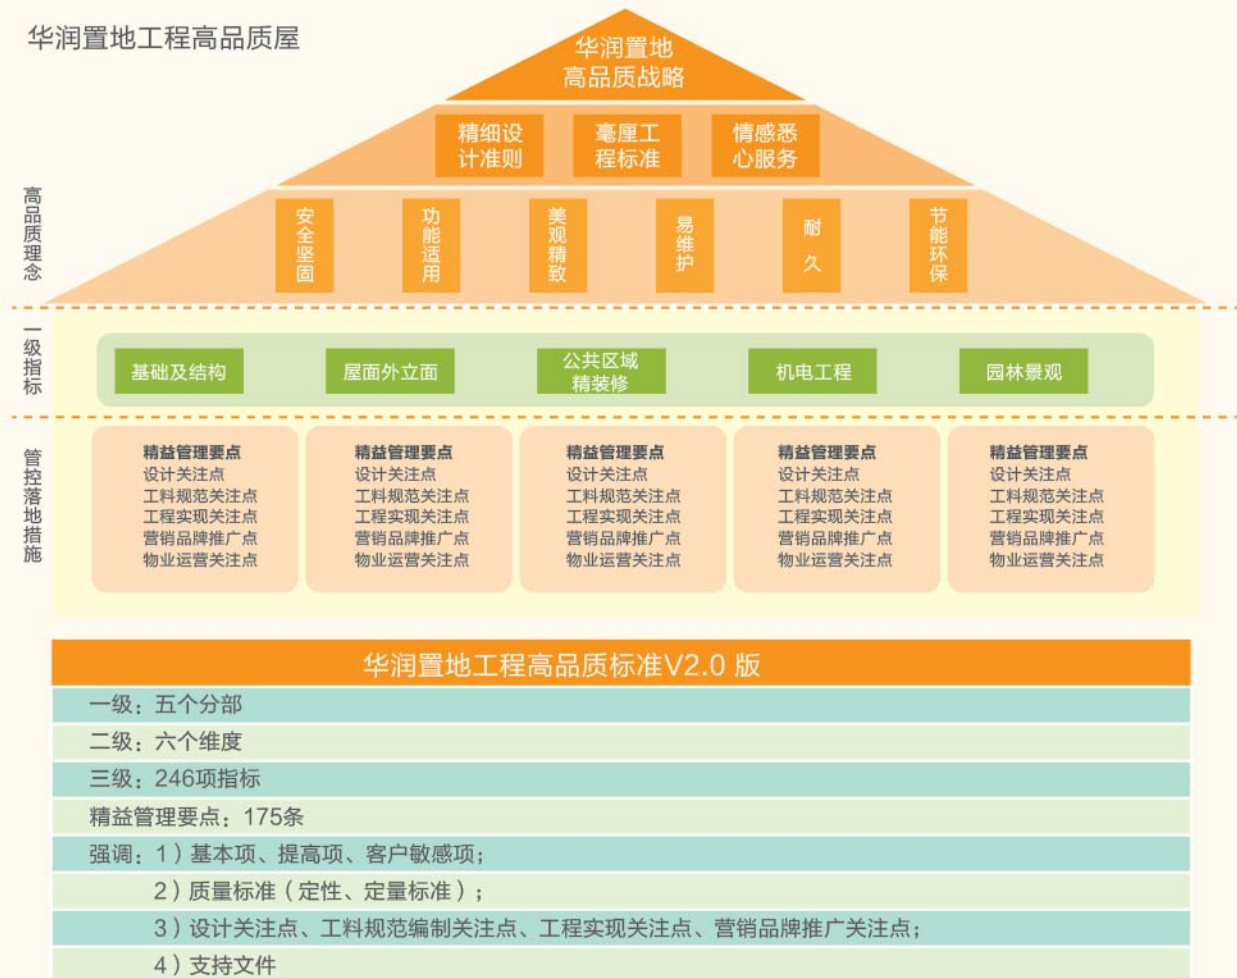 华润置地工程高品质屋
华润置地
高品质战略
精细设
计准则
毫厘工
程标准
情感悉
心服务
高品质理念
安全坚固
功能适用
美观精致
易维护
耐久
节能环保
一级指标
基础及结构
屋面外立面
公共区域
精装修
机电工程
园林景观
管控落地措施
精益管理要点
设计关注点
工料规范关注点
工程实现关注点
营销品牌推广点
物业运营关注点
精益管理要点
设计关注点
工料规范关注点
工程实现关注点
营销品牌推广点
物业运营关注点
精益管理要点
设计关注点
工料规范关注点
工程实现关注点
营销品牌推广点
物业运营关注点
精益管理要点
设计关注点
工料规范关注点
工程实现关注点
营销品牌推广点
物业运营关注点
精益管理要点
设计关注点
工料规范关注点
工程实现关注点
营销品牌推广点
物业运营关注点
华润置地工程高品质标准V2.0 版
一级：五个分部
二级：六个维度
三级：246项指标
精益管理要点：175条
强调：1）基本项、提高项、客户敏感项；
2）质量标准（定性、定量标准）；
3）设计关注点、工料规范编制关注点、工程实现关注点、营销品牌推广关注点；
4）支持文件